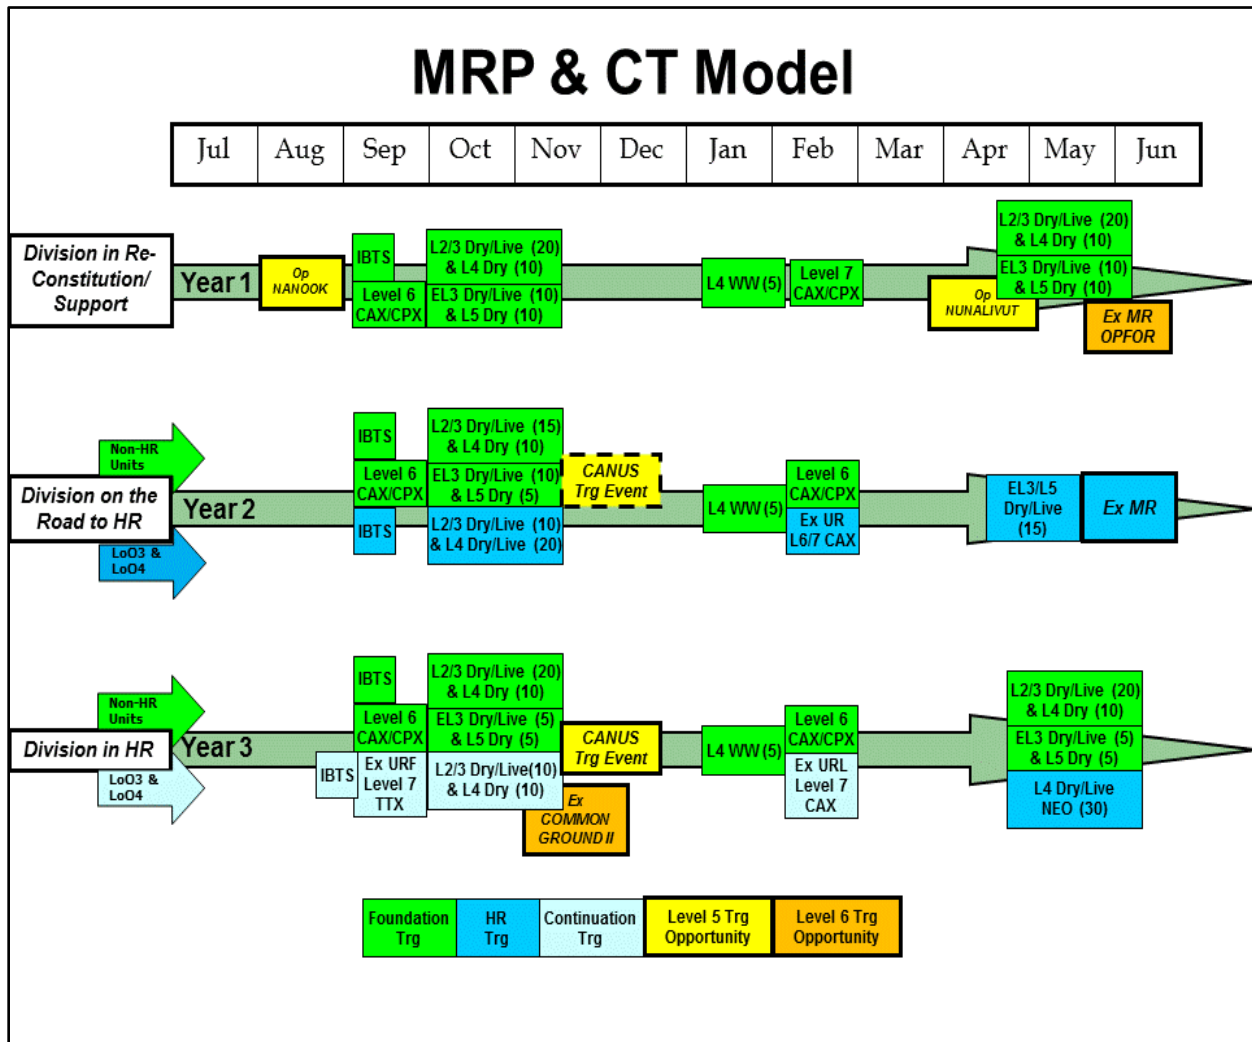 MRP & CT Model
Jul Aug Sep Oct Nov Dec Jan Feb Mar Apr May Jun
Division in Re-
Constitution/
Support
Year 1
Op
NANOOK
IBTS
Level 6
CAX/CPX
L2/3 Dry/Live (20)
& L4 Dry (10)
EL3 Dry/Live (10)
& L5 Dry (10)
L4 WW (5)
Level 7
CAX/CPX
Op
NUNALIVUT
L2/3 Dry/Live (20)
& L4 Dry (10)
EL3 Dry/Live (10)
& L5 Dry (10)
Ex MR
OPFOR
Non-HR
Units
Division on the
Road to HR
LoO3 &
LoO4
Year 2
IBTS
Level 6
CAX/CPX
IBTS
L2/3 Dry/Live (15)
& L4 Dry (10)
EL3 Dry/Live (10)
& L5 Dry (5)
L2/3 Dry/Live (10)
& L4 Dry/Live (20)
CANUS
Trg Event
L4 WW (5)
Level 6
CAX/CPX
Ex UR
L6/7 CAX
EL3/L5
Dry/Live
(15)
Ex MR
Non-HR
Units
Division in HR
LoO3 &
LoO4
Year 3
IBTS
Level 6
CAX/CPX
IBTS
Ex URF
Level 7
TTX
L2/3 Dry/Live (20)
& L4 Dry (10)
EL3 Dry/Live (5)
& L5 Dry (5)
L2/3 Dry/Live(10)
& L4 Dry (10)
CANUS
Trg Event
Ex
COMMON
GROUND II
L4 WW (5)
Level 6
CAX/CPX
Ex URL
Level 7
CAX
L2/3 Dry/Live (20)
& L4 Dry (10)
EL3 Dry/Live (5)
& L5 Dry (5)
L4 Dry/Live
NEO (30)
Foundation
Trg
HR
Trg
Continuation
Trg
Level 5 Trg
Opportunity
Level 6 Trg
Opportunity